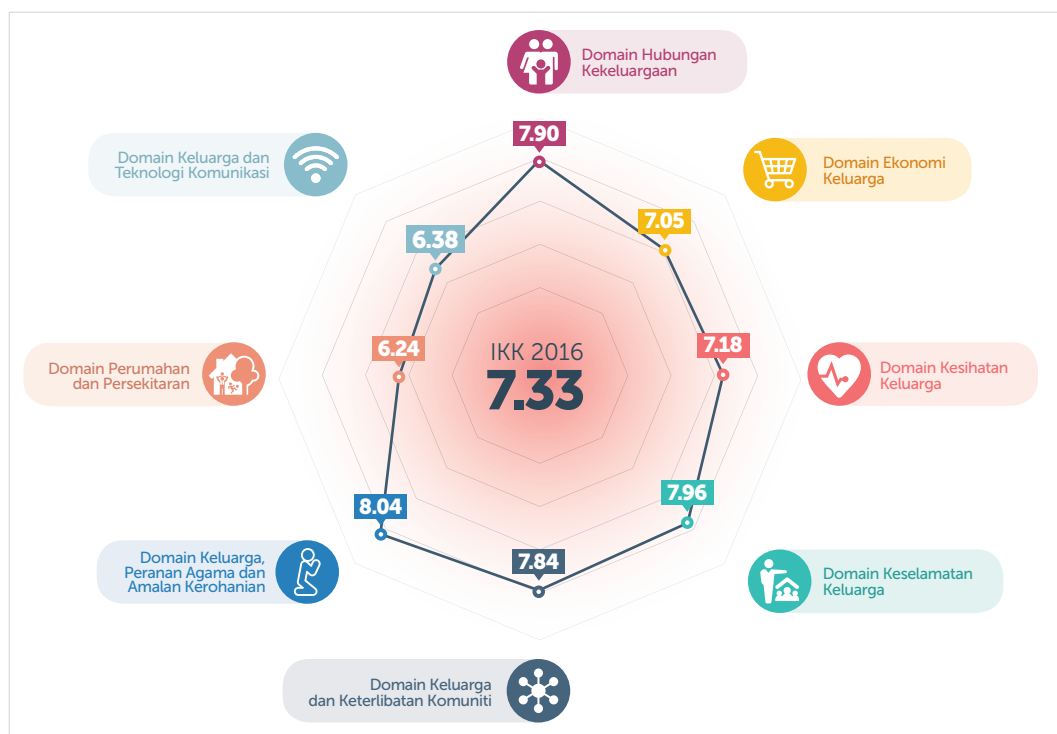 Domain Hubungan
Kekeluargaan
7.90
Domain Keluarga dan
Teknologi Komunikasi
Domain Ekonomi
Keluarga
6.38
7.05
Domain Perumahan
dan Persekitaran
6.24
IKK 2016
7.33
7.18
Domain Kesihatan
Keluarga
8.04
7.84
7.96
Domain Keluarga,
Peranan Agama dan
Amalan Kerohanian
Domain Keselamatan
Keluarga
Domain Keluarga
dan Keterlibatan Komuniti